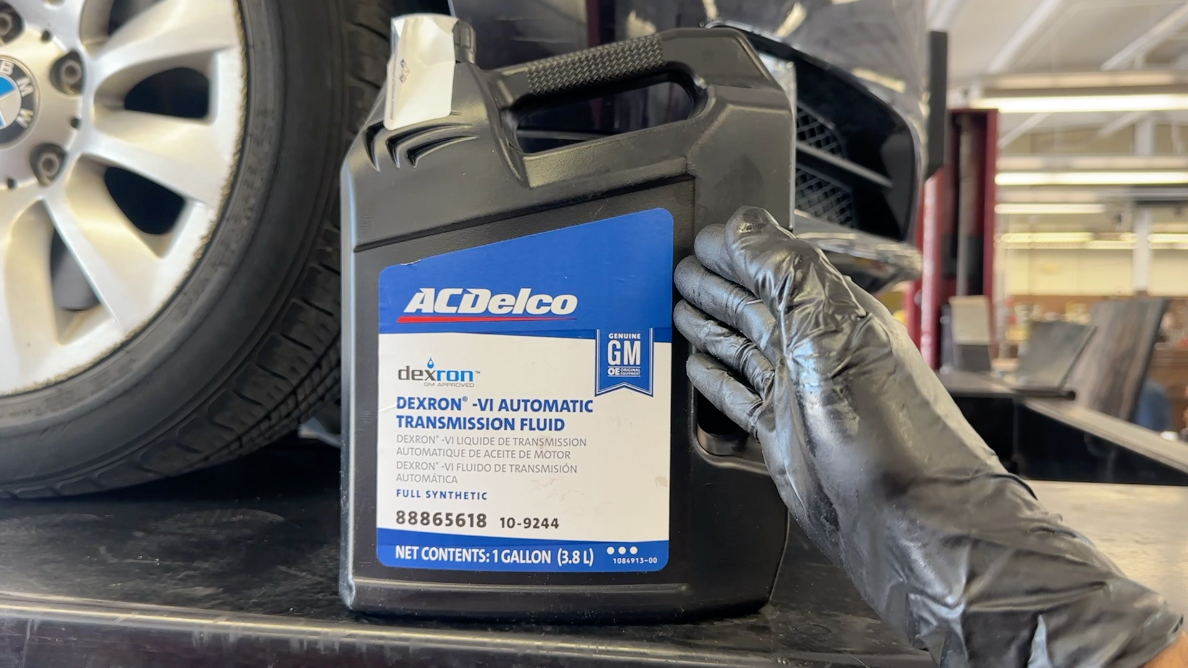 BMW
ACDelco
GENUINE
GM
OE ORIGINAL EQUIPMENT
dexron™
GM APPROVED
DEXRON® -VI AUTOMATIC
TRANSMISSION FLUID
DEXRON® -VI LIQUIDE DE TRANSMISSION
AUTOMATIQUE DE ACEITE DE MOTOR
DEXRON® -VI FLUIDO DE TRANSMISIÓN
AUTOMÁTICA
FULL SYNTHETIC
88865618 10-9244
NET CONTENTS: 1 GALLON (3.8 L)
1084913-00